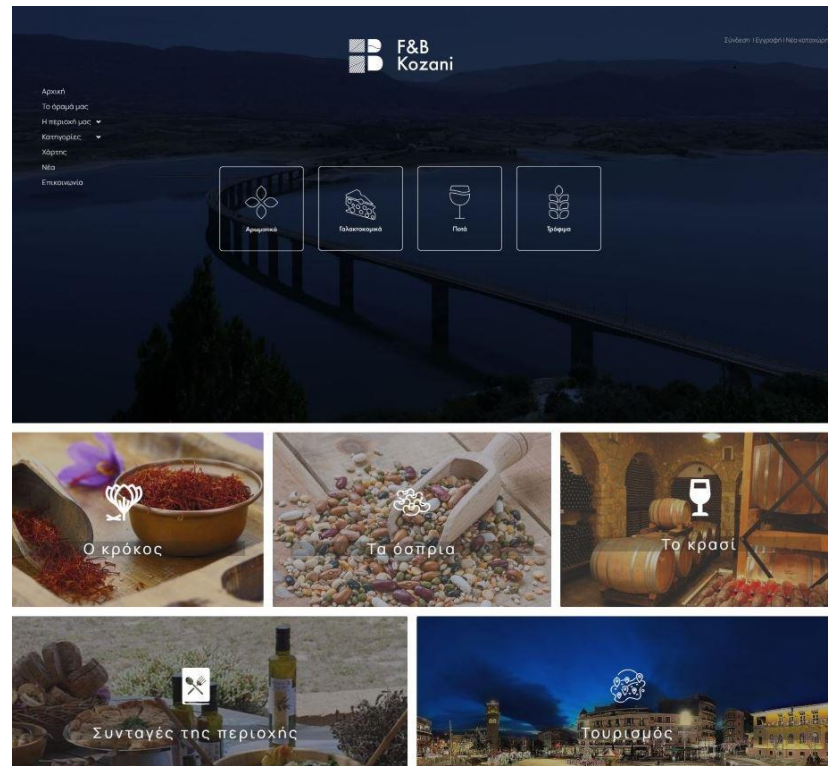 F&B
Kozani
Σύνδεση | Εγγραφή | Νέα καταχώρη
Αρχική
Το όραμά μας
Η περιοχή μας
Κατηγορίες
Χάρτης
Νέα
Επικοινωνία
Αρωματικά
Γαλακτοκομικά
Ποτά
Τρόφιμα
Ο κρόκος
Τα όσπρια
Το κρασί
Συνταγές της περιοχής
Τουρισμός